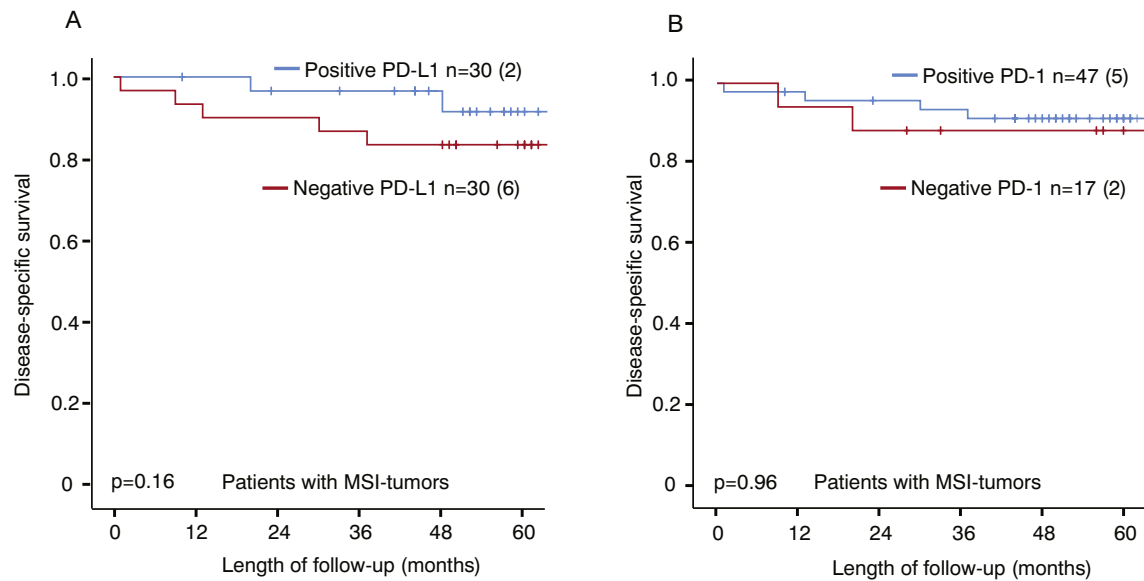 A
Positive PD-L1 n=30 (2)
Negative PD-L1 n=30 (6)
Disease-specific survival
1.0
0.8
0.6
0.4
0.2
0
p=0.16 Patients with MSI-tumors
0 12 24 36 48 60
Length of follow-up (months)
B
Positive PD-1 n=47 (5)
Negative PD-1 n=17 (2)
Disease-spesific survival
1.0
0.8
0.6
0.4
0.2
0
p=0.96 Patients with MSI-tumors
0 12 24 36 48 60
Length of follow-up (months)